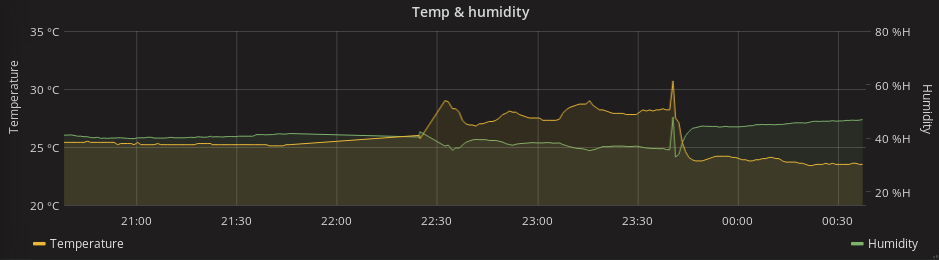 Temp & humidity
35 °C
30 °C
25 °C
20 °C
Temperature
80 %H
60 %H
40 %H
20 %H
Humidity
21:00 21:30 22:00 22:30 23:00 23:30 00:00 00:30
Temperature Humidity